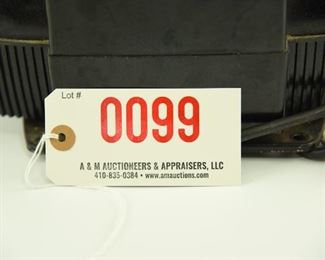 Lot #
0099
A & M AUCTIONEERS & APPRAISERS, LLC
410-835-0384 • www.amauctions.com